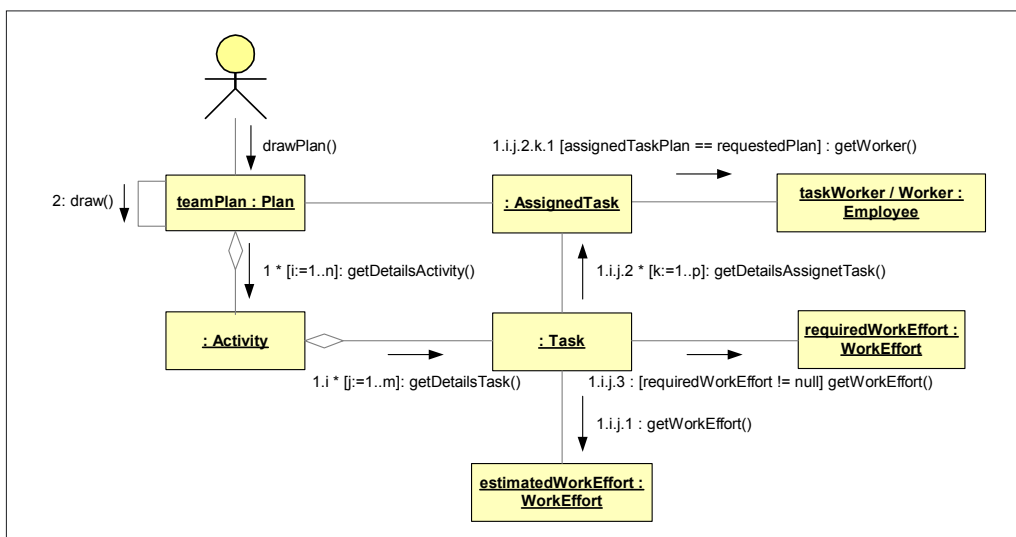 drawPlan()
1.i.j.2.k.1 [assignedTaskPlan == requestedPlan] : getWorker()
2: draw()
teamPlan : Plan
: AssignedTask
taskWorker / Worker :
Employee
1 * [i:=1..n]: getDetailsActivity()
1.i.j.2 * [k:=1..p]: getDetailsAssignetTask()
: Activity
: Task
requiredWorkEffort :
WorkEffort
1.i * [j:=1..m]: getDetailsTask()
1.i.j.3 : [requiredWorkEffort != null] getWorkEffort()
1.i.j.1 : getWorkEffort()
estimatedWorkEffort :
WorkEffort